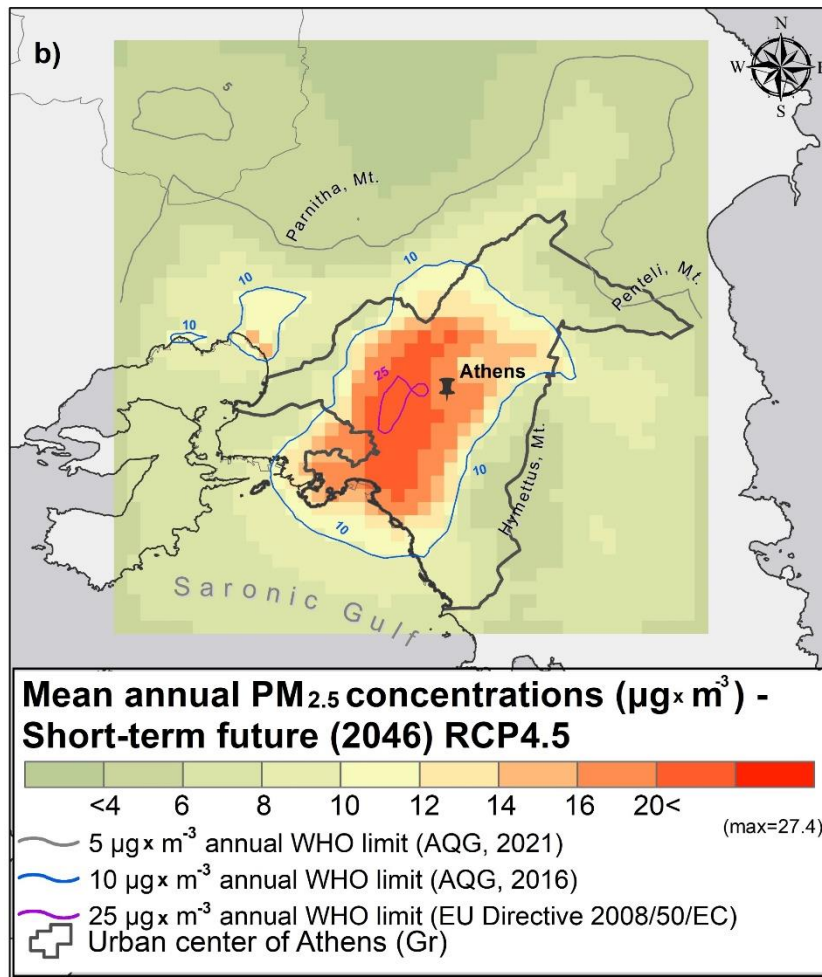 b)
N
W E
S
5
Parnitha, Mt.
10
10
10
Penteli, Mt.
25
Athens
10
Hymettus, Mt.
10
Saronic Gulf
Mean annual PM2.5 concentrations (µg x m-3) -
Short-term future (2046) RCP4.5
<4 6 8 10 12 14 16 20<
(max=27.4)
5 µg x m-3 annual WHO limit (AQG, 2021)
10 µg x m-3 annual WHO limit (AQG, 2016)
25 µg x m-3 annual WHO limit (EU Directive 2008/50/EC)
Urban center of Athens (Gr)